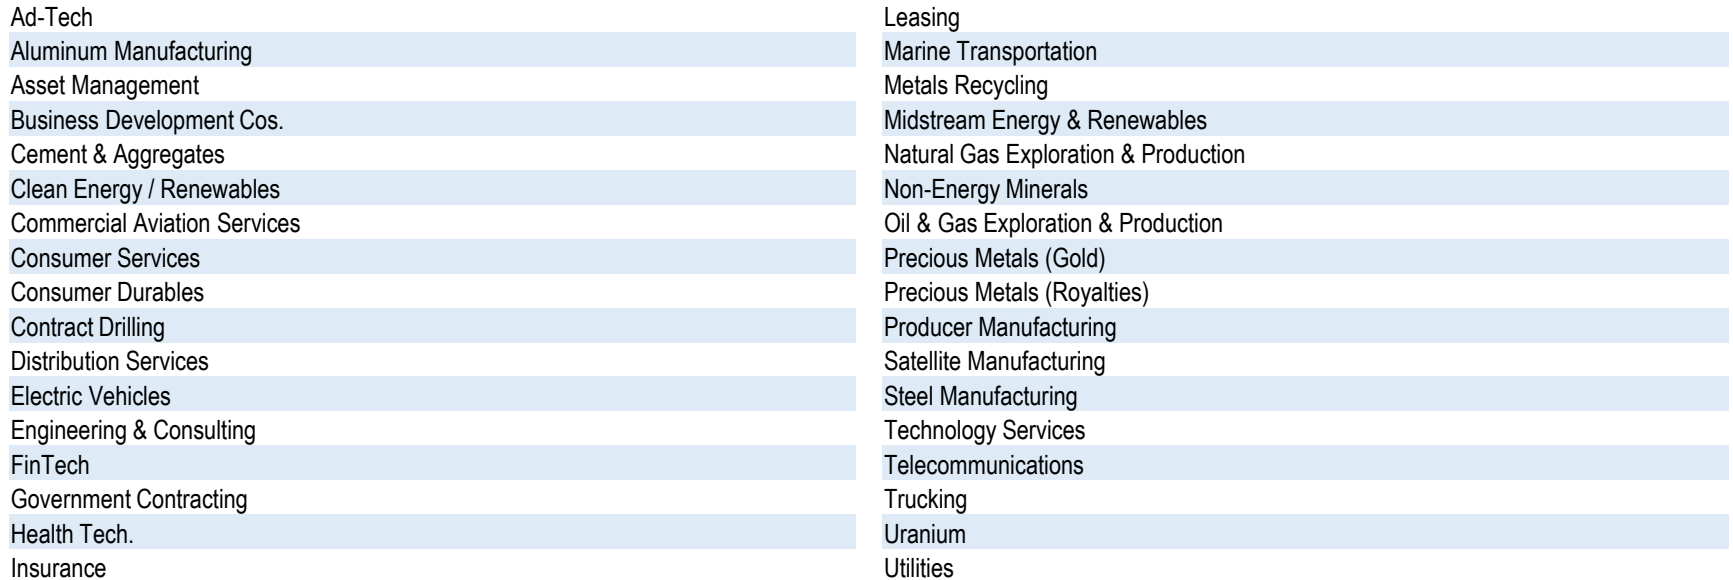 Ad-Tech
Aluminum Manufacturing
Asset Management
Business Development Cos.
Cement & Aggregates
Clean Energy / Renewables
Commercial Aviation Services
Consumer Services
Consumer Durables
Contract Drilling
Distribution Services
Electric Vehicles
Engineering & Consulting
FinTech
Government Contracting
Health Tech.
Insurance
Leasing
Marine Transportation
Metals Recycling
Midstream Energy & Renewables
Natural Gas Exploration & Production
Non-Energy Minerals
Oil & Gas Exploration & Production
Precious Metals (Gold)
Precious Metals (Royalties)
Producer Manufacturing
Satellite Manufacturing
Steel Manufacturing
Technology Services
Telecommunications
Trucking
Uranium
Utilities